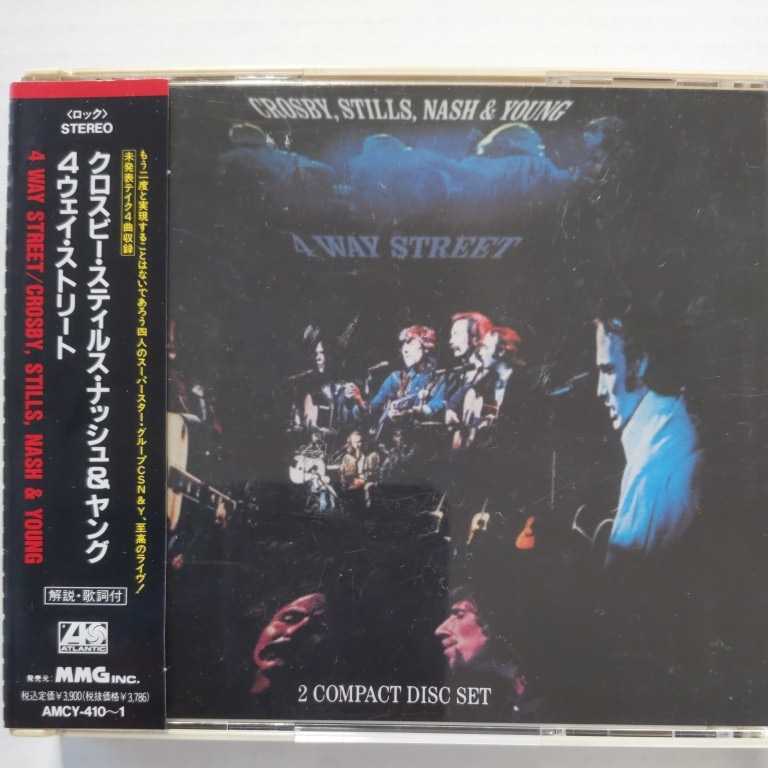 〈ロック〉
STEREO
クロスビー・スティルス・ナッシュ&ヤング
4ウェイ・ストリート
4 WAY STREET/CROSBY, STILLS, NASH & YOUNG
もう二度と実現することはないであろう四人のスーパースター・グループCSN&Y、至高のライヴ!
未発表テイク4曲収録
解説・歌詞付
ATLANTIC
発売元: MMG INC.
税込定価¥3,900(税抜価格¥3,786)
AMCY-410〜1
CROSBY, STILLS, NASH & YOUNG
4 WAY STREET
2 COMPACT DISC SET